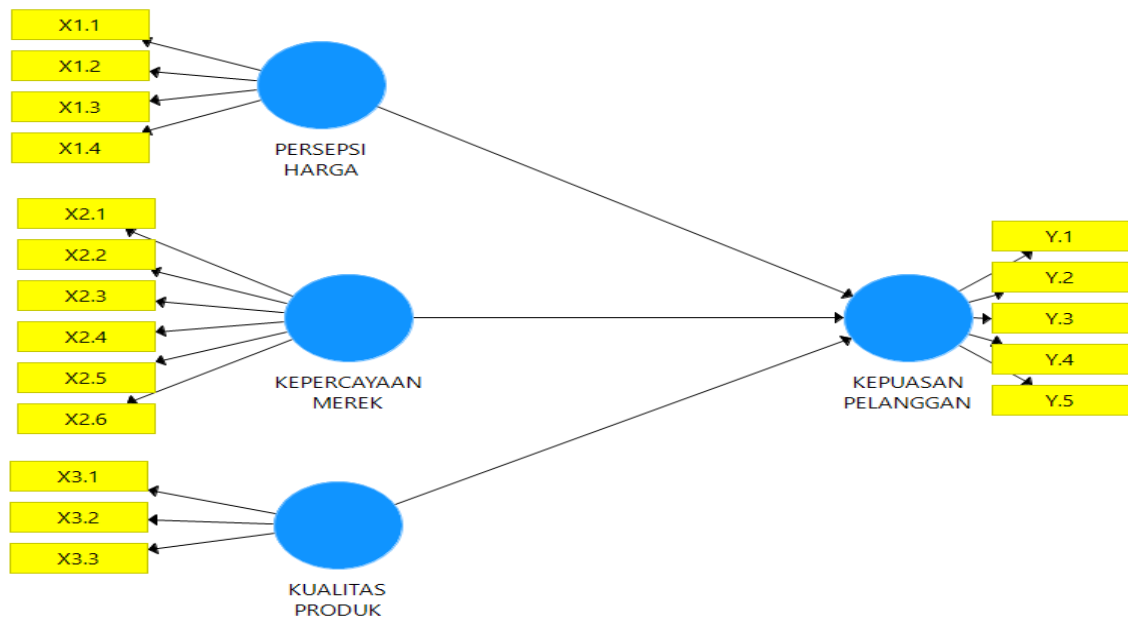 X1.1
X1.2
X1.3
X1.4
PERSEPSI
HARGA
X2.1
X2.2
X2.3
X2.4
X2.5
X2.6
KEPERCAYAAN
MEREK
X3.1
X3.2
X3.3
KUALITAS
PRODUK
Y.1
Y.2
Y.3
Y.4
Y.5
KEPUASAN
PELANGGAN